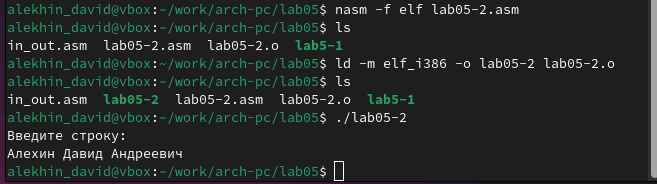 alekhin_david@vbox:~/work/arch-pc/lab05$ nasm -f elf lab05-2.asm
alekhin_david@vbox:~/work/arch-pc/lab05$ ls
in_out.asm  lab05-2.asm  lab05-2.o  lab5-1
alekhin_david@vbox:~/work/arch-pc/lab05$ ld -m elf_i386 -o lab05-2 lab05-2.o
alekhin_david@vbox:~/work/arch-pc/lab05$ ls
in_out.asm  lab05-2  lab05-2.asm  lab05-2.o  lab5-1
alekhin_david@vbox:~/work/arch-pc/lab05$ ./lab05-2
Введите строку:
Алехин Давид Андреевич
alekhin_david@vbox:~/work/arch-pc/lab05$